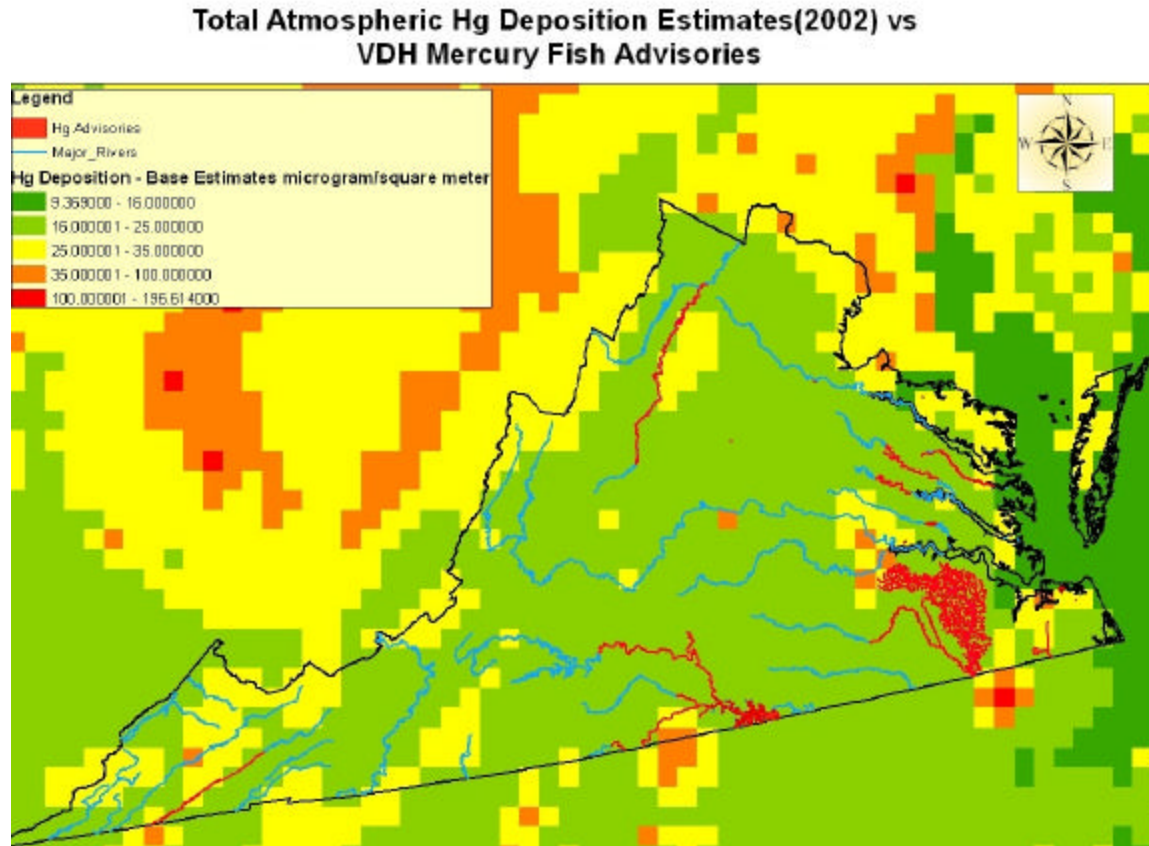 Total Atmospheric Hg Deposition Estimates(2002) vs
VDH Mercury Fish Advisories
Legend
Hg Advisories
Major_Rivers
Hg Deposition - Base Estimates microgram/square meter
9.369000 - 16.000000
16.000001 - 25.000000
25.000001 - 35.000000
35.000001 - 100.000000
100.000001 - 196.614000
N
W E
S